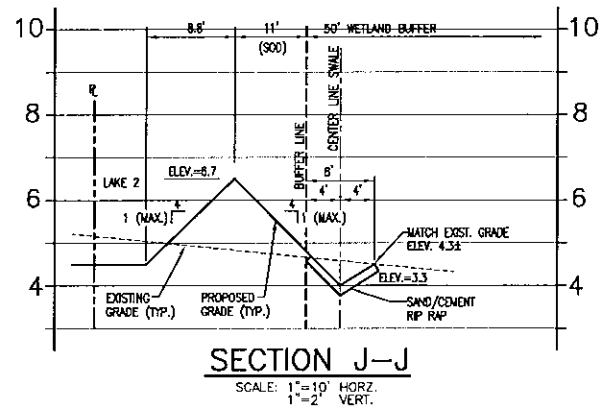 10
8
6
4
8.8'
11'
(SOD)
50' WETLAND BUFFER
10
8
6
4
BUFFER LINE
CENTER LINE SWALE
LAKE 2
ELEV.=6.7
8'
4'
4'
4
1 (MAX.)
4
1 (MAX.)
MATCH EXIST. GRADE
ELEV. 4.3±
ELEV.=3.3
EXISTING
GRADE (TYP.)
PROPOSED
GRADE (TYP.)
SAND/CEMENT
RIP RAP
SECTION J-J
SCALE: 1"=10' HORZ.
1"=2' VERT.